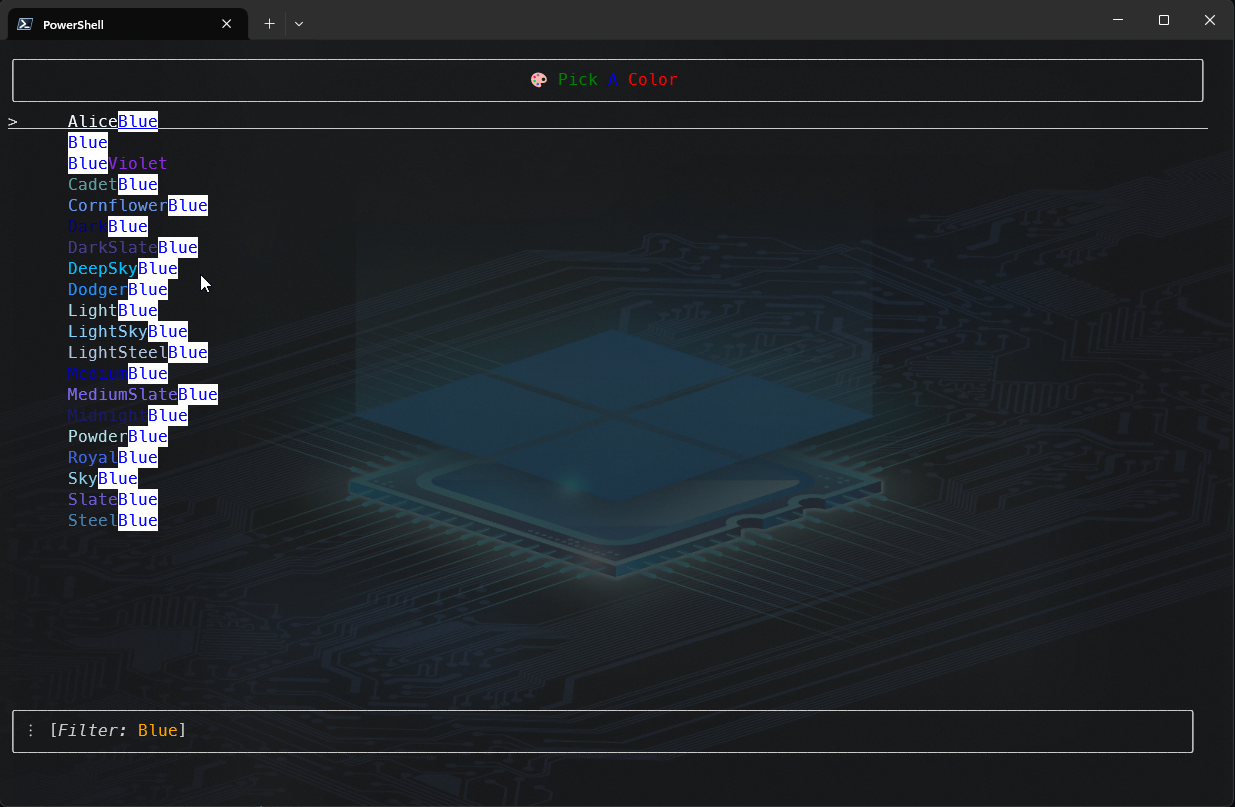 PowerShell
🎨 Pick A Color
> AliceBlue
Blue
BlueViolet
CadetBlue
CornflowerBlue
DarkBlue
DarkSlateBlue
DeepSkyBlue
DodgerBlue
LightBlue
LightSkyBlue
LightSteelBlue
MediumBlue
MediumSlateBlue
MidnightBlue
PowderBlue
RoyalBlue
SkyBlue
SlateBlue
SteelBlue
⋮ [Filter: Blue]